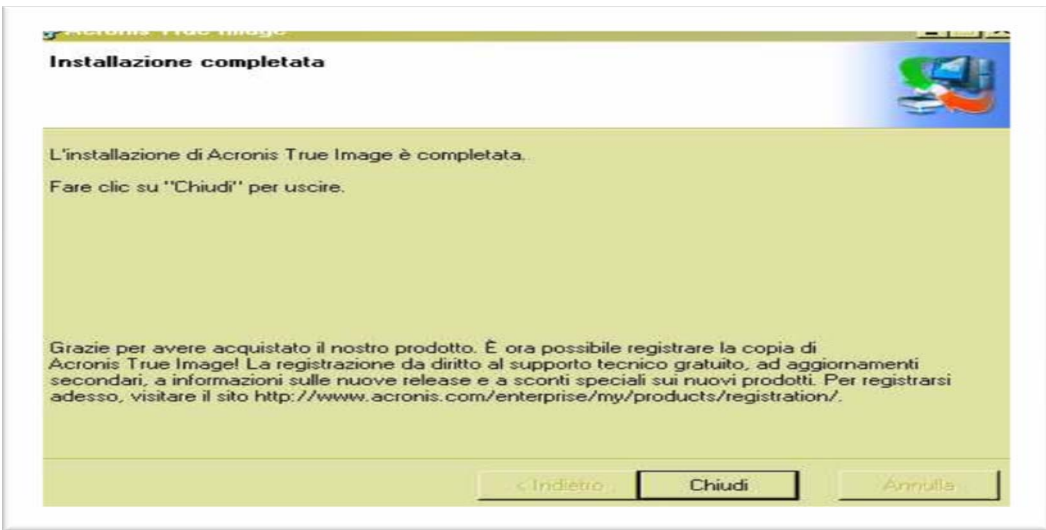 Acronis True Image
Installazione completata
L'installazione di Acronis True Image è completata.
Fare clic su "Chiudi" per uscire.
Grazie per avere acquistato il nostro prodotto. È ora possibile registrare la copia di
Acronis True Image! La registrazione da diritto al supporto tecnico gratuito, ad aggiornamenti
secondari, a informazioni sulle nuove release e a sconti speciali sui nuovi prodotti. Per registrarsi
adesso, visitare il sito http://www.acronis.com/enterprise/my/products/registration/.
< Indietro
Chiudi
Annulla